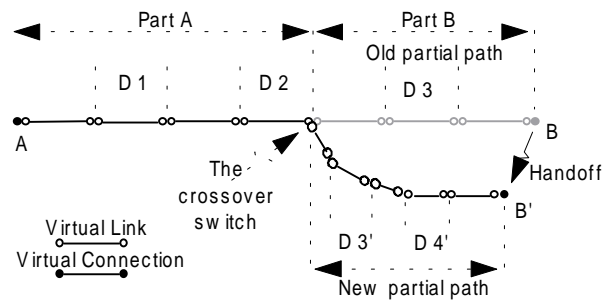 Part A
Part B
Old partial path
D 1
D 2
D 3
A
B
The
crossover
switch
Handoff
B'
Virtual Link
Virtual Connection
D 3'
D 4'
New partial path